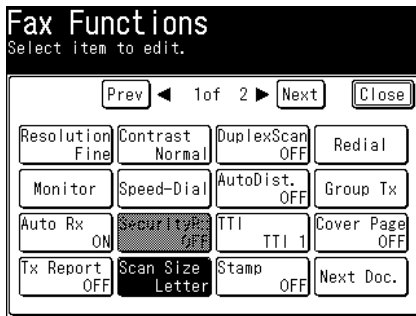 Fax Functions
Select item to edit.
Prev ◀ 1of 2 ▶ Next Close
Resolution Contrast DuplexScan Redial
Fine Normal OFF
Monitor Speed-Dial AutoDist. Group Tx
OFF
Auto Rx SecurityRx TTI Cover Page
ON OFF TTI 1 OFF
Tx Report Scan Size Stamp Next Doc.
OFF Letter OFF